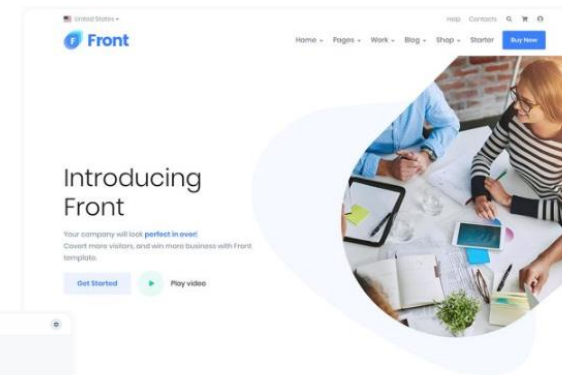 United States
Help Contacts
Front
Home Pages Work Blog Shop Starter Buy Now
Introducing
Front
Your company will look perfect in over!
Covert more visitors, and win more business with Front
template.
Get Started Play video